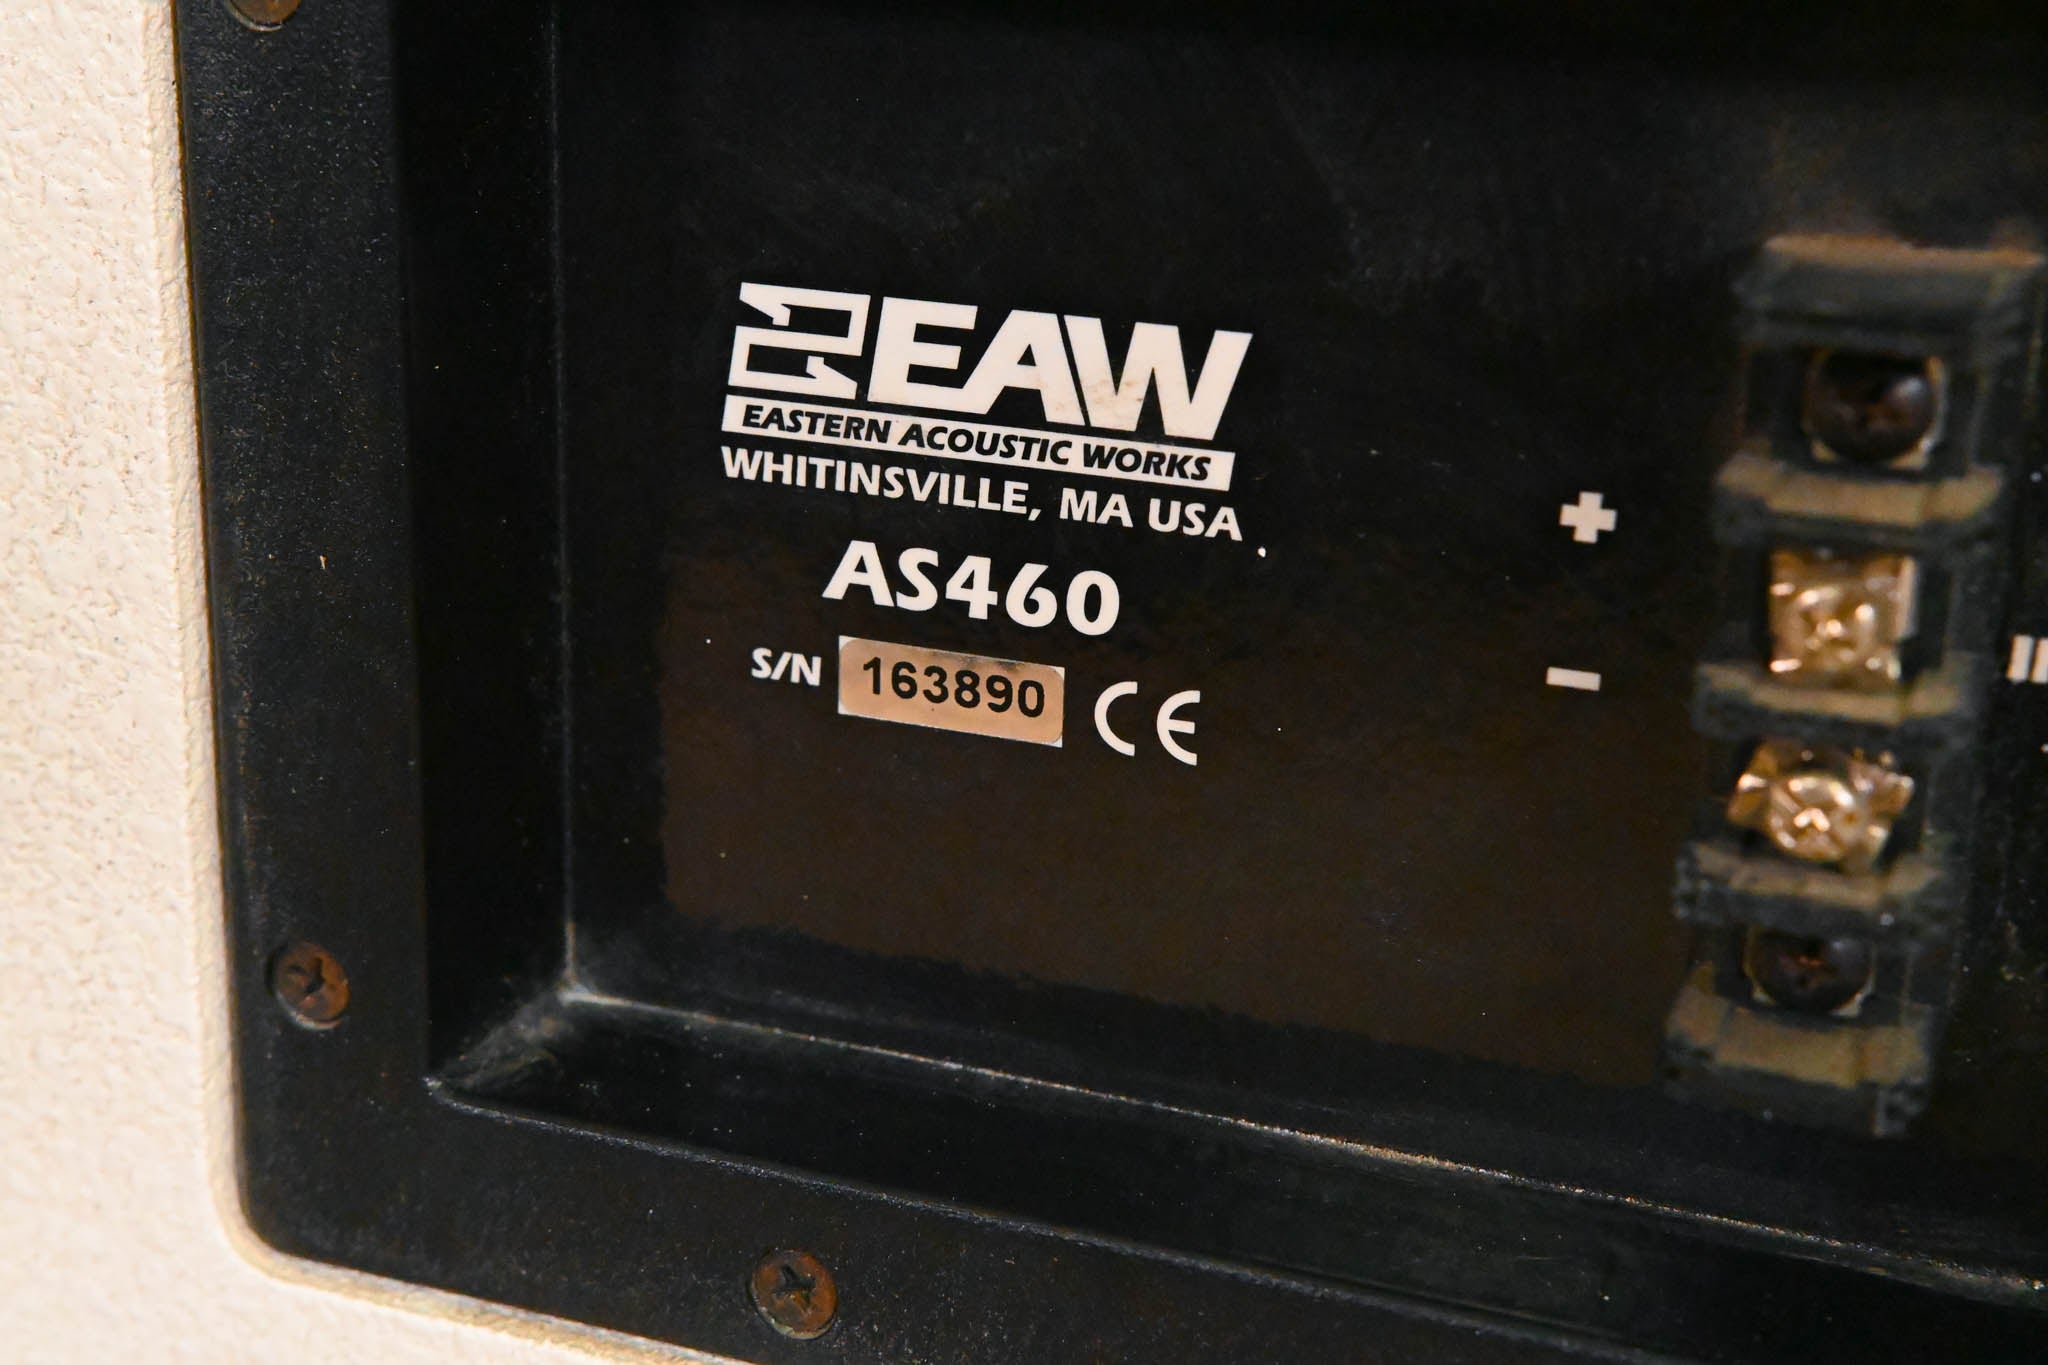 EAW
EASTERN ACOUSTIC WORKS
WHITINSVILLE, MA USA
AS460
S/N 163890 CE
+
−